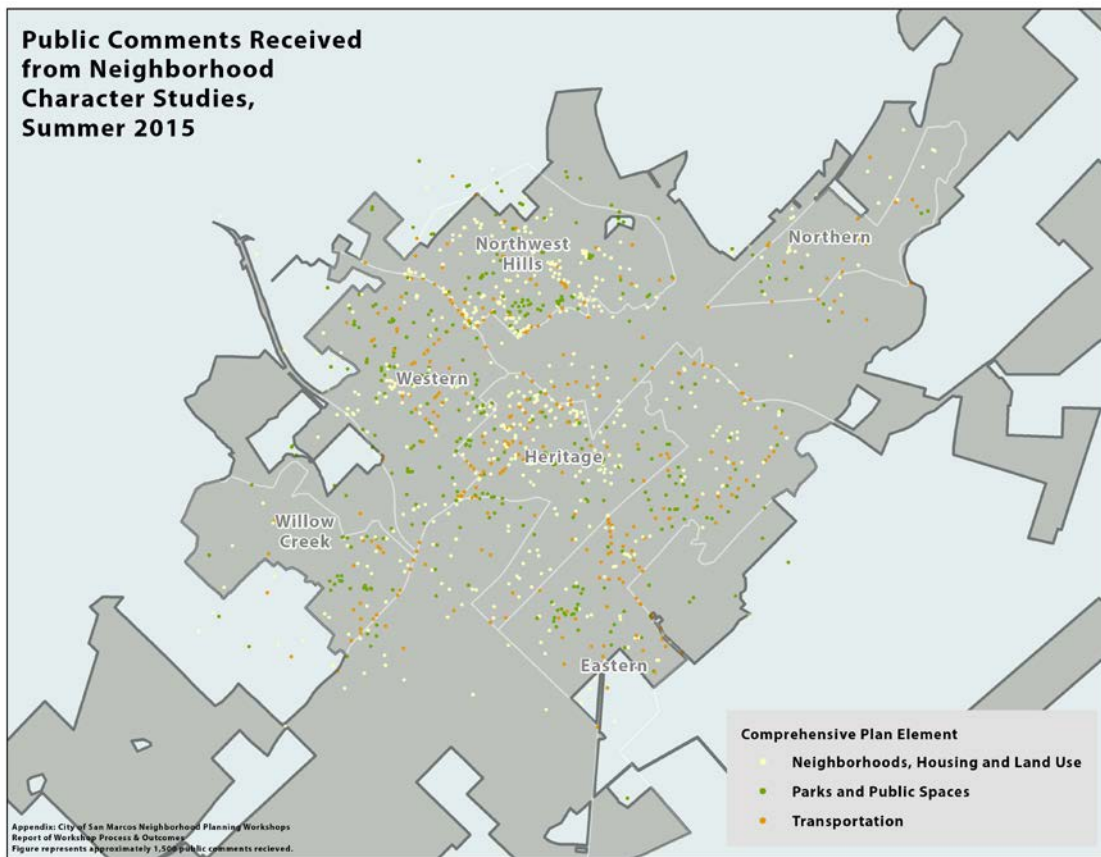 Public Comments Received
from Neighborhood
Character Studies,
Summer 2015
Northwest
Hills
Northern
Western
Heritage
Willow
Creek
Eastern
Comprehensive Plan Element
Neighborhoods, Housing and Land Use
Parks and Public Spaces
Transportation
Appendix: City of San Marcos Neighborhood Planning Workshops
Report of Workshop Process & Outcomes
Figure represents approximately 1,500 public comments recieved.